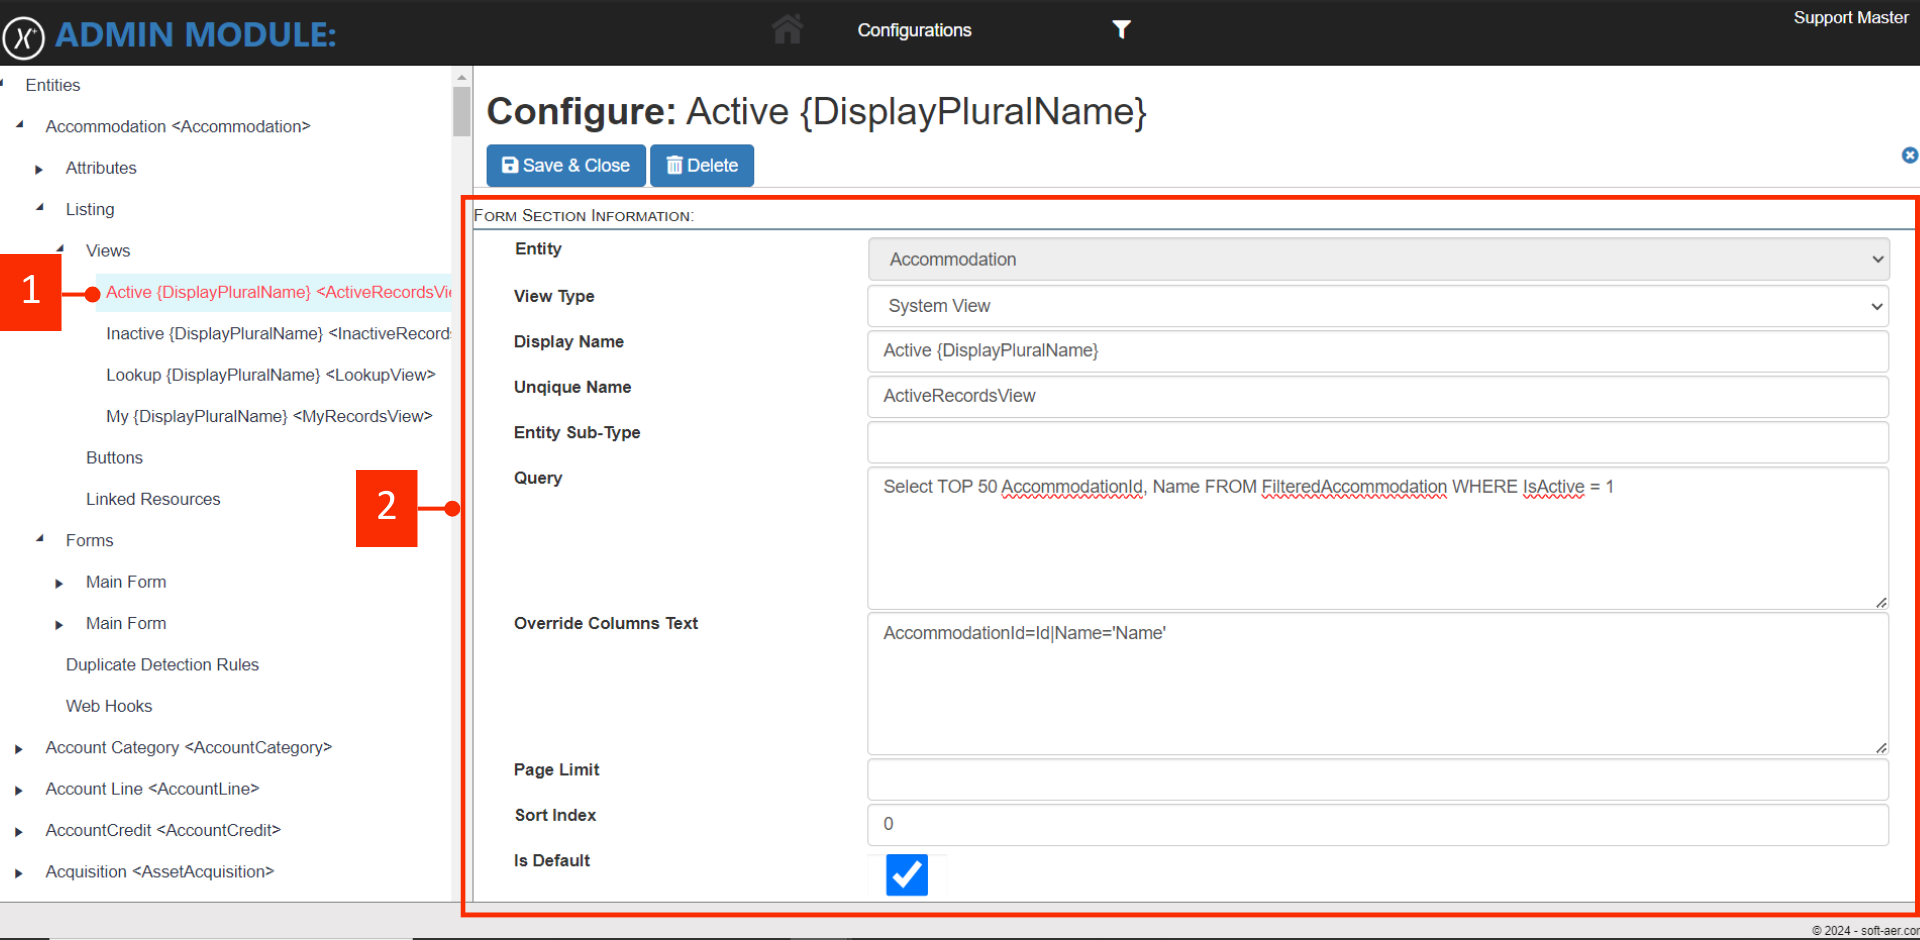 ADMIN MODULE:
Configurations
Support Master
Entities
Accommodation <Accommodation>
Attributes
Listing
Views
1
Active {DisplayPluralName} <ActiveRecordsVi
Inactive {DisplayPluralName} <InactiveRecord
Lookup {DisplayPluralName} <LookupView>
My {DisplayPluralName} <MyRecordsView>
Buttons
Linked Resources
Forms
Main Form
Main Form
Duplicate Detection Rules
Web Hooks
Account Category <AccountCategory>
Account Line <AccountLine>
AccountCredit <AccountCredit>
Acquisition <AssetAcquisition>
Configure: Active {DisplayPluralName}
Save & Close Delete
2
FORM SECTION INFORMATION:
Entity Accommodation
View Type System View
Display Name Active {DisplayPluralName}
Unqique Name ActiveRecordsView
Entity Sub-Type
Query Select TOP 50 AccommodationId, Name FROM FilteredAccommodation WHERE IsActive = 1
Override Columns Text AccommodationId=Id|Name='Name'
Page Limit
Sort Index 0
Is Default
© 2024 - soft-aer.com